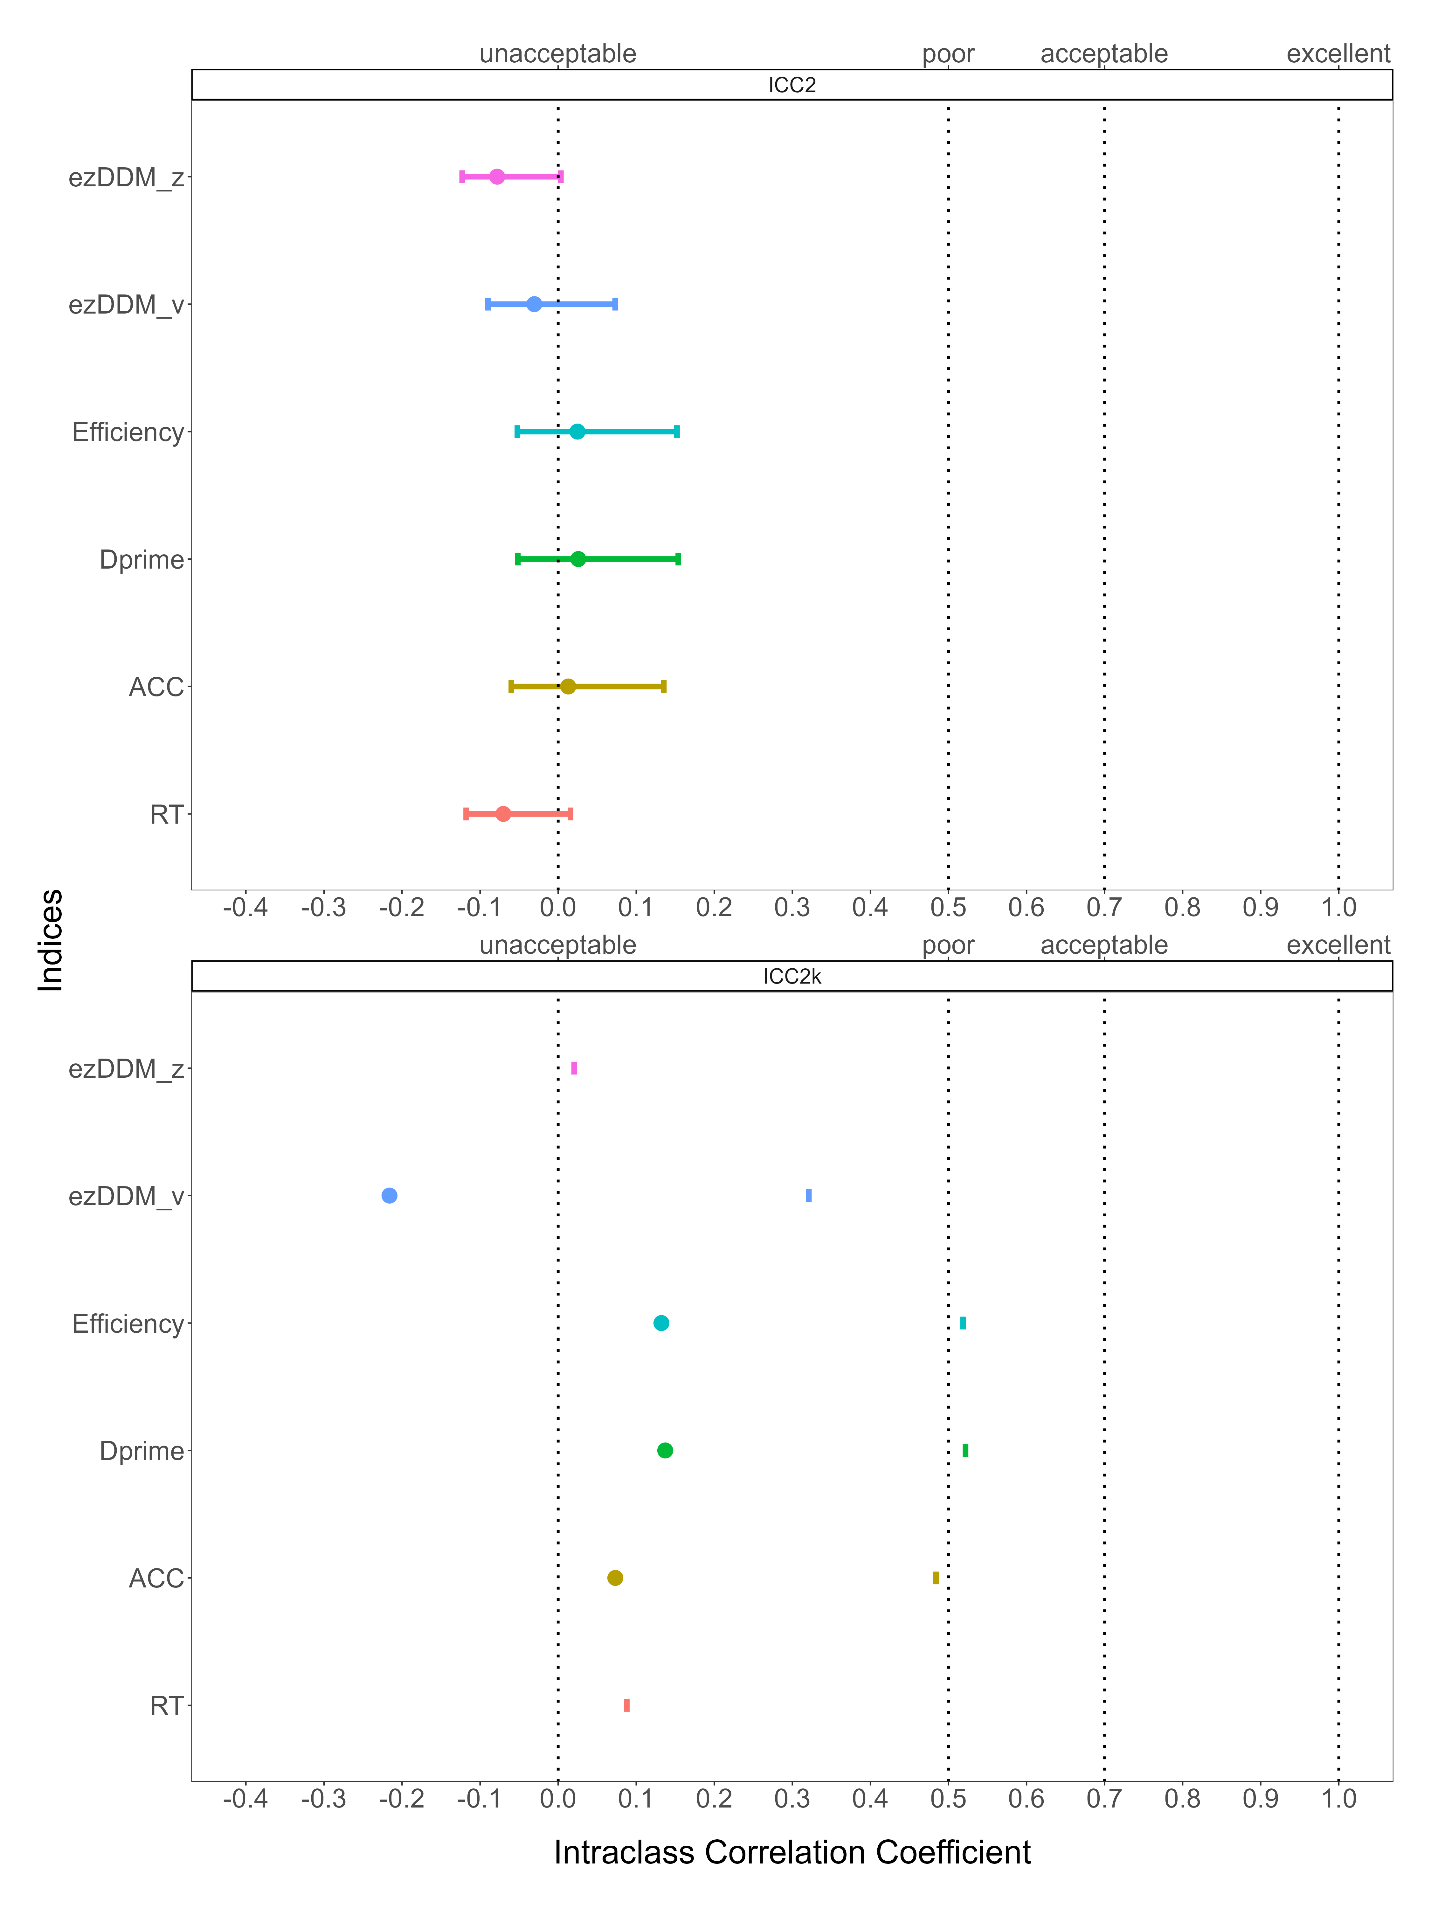 unacceptable poor acceptable excellent
ICC2
ezDDM_z
ezDDM_v
Efficiency
Dprime
ACC
RT
-0.4 -0.3 -0.2 -0.1 0.0 0.1 0.2 0.3 0.4 0.5 0.6 0.7 0.8 0.9 1.0
Indices
unacceptable poor acceptable excellent
ICC2k
ezDDM_z
ezDDM_v
Efficiency
Dprime
ACC
RT
-0.4 -0.3 -0.2 -0.1 0.0 0.1 0.2 0.3 0.4 0.5 0.6 0.7 0.8 0.9 1.0
Intraclass Correlation Coefficient